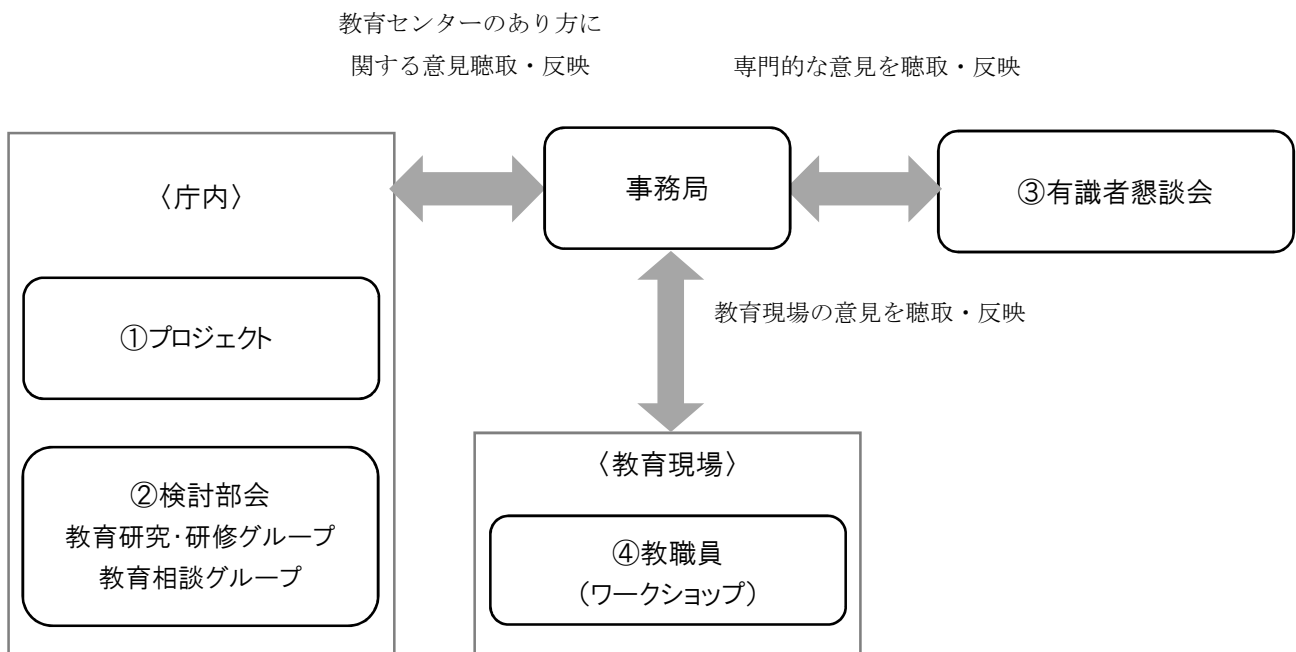 教育センターのあり方に
関する意見聴取・反映
専門的な意見を聴取・反映
〈庁内〉
事務局
③有識者懇談会
①プロジェクト
教育現場の意見を聴取・反映
②検討部会
教育研究・研修グループ
教育相談グループ
〈教育現場〉
④教職員
（ワークショップ）